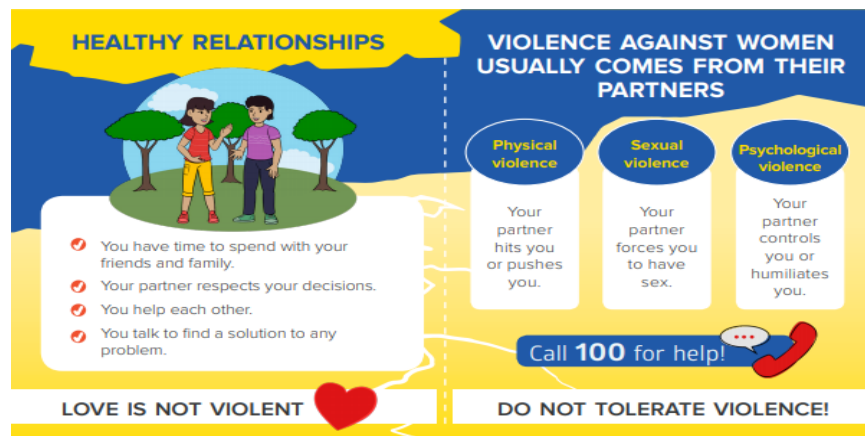 HEALTHY RELATIONSHIPS
You have time to spend with your
friends and family.
Your partner respects your decisions.
You help each other.
You talk to find a solution to any
problem.
LOVE IS NOT VIOLENT
VIOLENCE AGAINST WOMEN
USUALLY COMES FROM THEIR
PARTNERS
Physical
violence
Your
partner
hits you
or pushes
you.
Sexual
violence
Your
partner
forces you
to have
sex.
Psychological
violence
Your
partner
controls
you or
humiliates
you.
Call 100 for help!
DO NOT TOLERATE VIOLENCE!